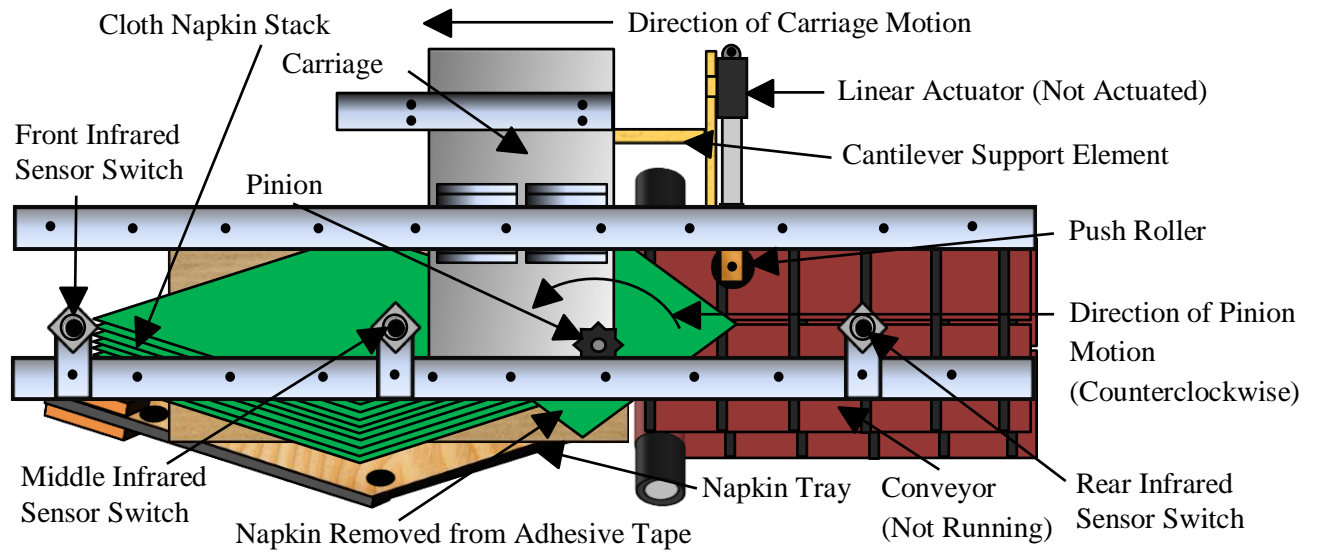 Cloth Napkin Stack
Direction of Carriage Motion
Carriage
Linear Actuator (Not Actuated)
Front Infrared
Sensor Switch
Cantilever Support Element
Pinion
Push Roller
Direction of Pinion
Motion
(Counterclockwise)
Middle Infrared
Sensor Switch
Napkin Removed from Adhesive Tape
Napkin Tray
Conveyor
(Not Running)
Rear Infrared
Sensor Switch